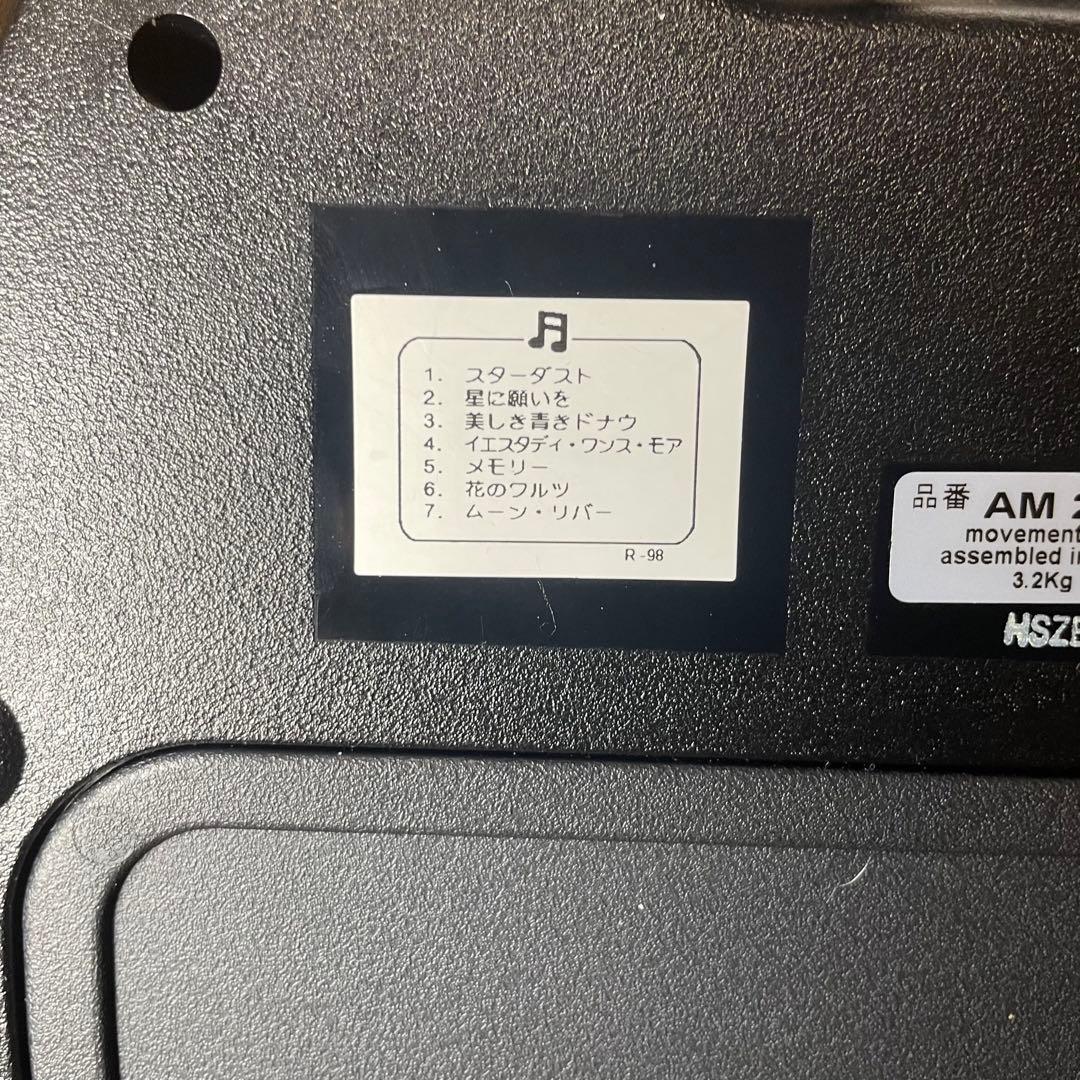 1. スターダスト
2. 星に願いを
3. 美しき青きドナウ
4. イエスタデイ・ワンス・モア
5. メモリー
6. 花のワルツ
7. ムーン・リバー
R-98
品番 AM 2
movement
assembled i
3.2Kg
HSZ